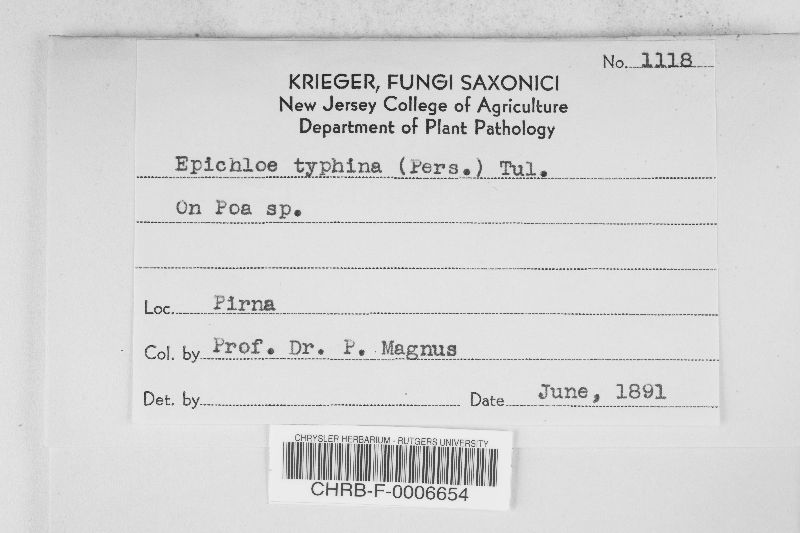 No. 1118
KRIEGER, FUNGI SAXONICI
New Jersey College of Agriculture
Department of Plant Pathology
Epichloe typhina (Pers.) Tul.
On Poa sp.
Loc. Pirna
Col. by Prof. Dr. P. Magnus
Det. by Date June, 1891
CHRYSLER HERBARIUM - RUTGERS UNIVERSITY
CHRB-F-0006654